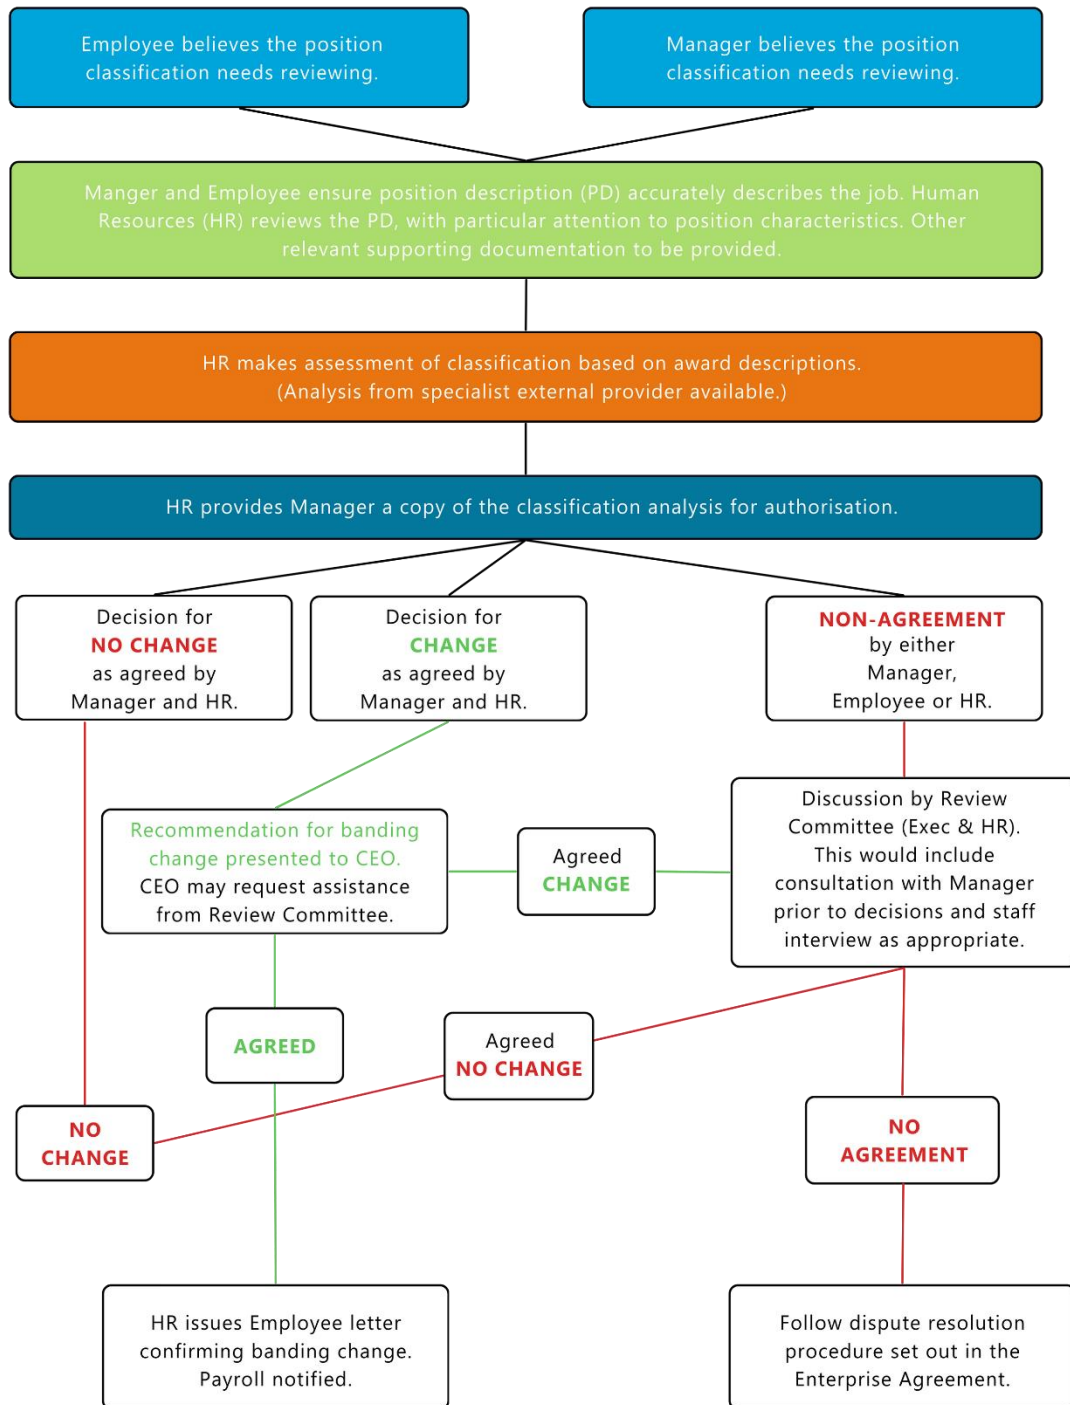 Employee believes the position
classification needs reviewing.
Manager believes the position
classification needs reviewing.
Manger and Employee ensure position description (PD) accurately describes the job. Human
Resources (HR) reviews the PD, with particular attention to position characteristics. Other
relevant supporting documentation to be provided.
HR makes assessment of classification based on award descriptions.
(Analysis from specialist external provider available.)
HR provides Manager a copy of the classification analysis for authorisation.
Decision for
NO CHANGE
as agreed by
Manager and HR.
Decision for
CHANGE
as agreed by
Manager and HR.
NON-AGREEMENT
by either
Manager,
Employee or HR.
Recommendation for banding
change presented to CEO.
CEO may request assistance
from Review Committee.
Agreed
CHANGE
Discussion by Review
Committee (Exec & HR).
This would include
consultation with Manager
prior to decisions and staff
interview as appropriate.
AGREED
Agreed
NO CHANGE
NO
CHANGE
NO
AGREEMENT
HR issues Employee letter
confirming banding change.
Payroll notified.
Follow dispute resolution
procedure set out in the
Enterprise Agreement.